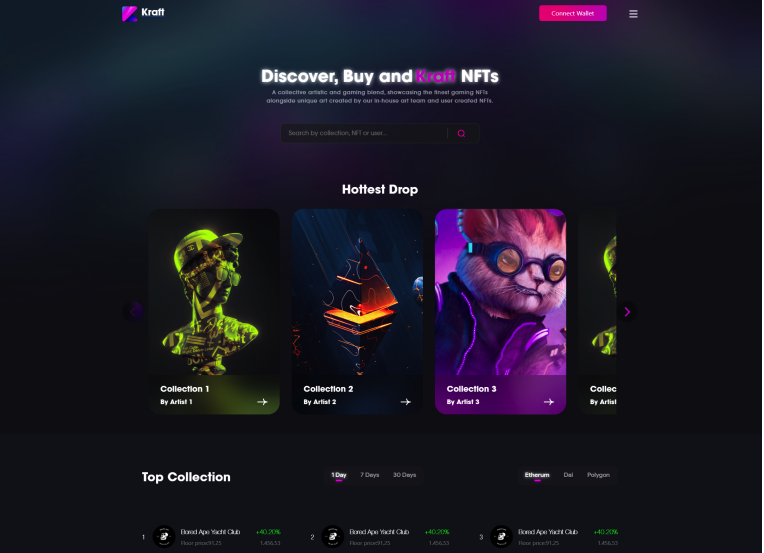 Kraft
Connect Wallet
Discover, Buy and Kraft NFTs
A collective artistic and gaming blend, showcasing the finest gaming NFTs
alongside unique art created by our in-house art team and user created NFTs.
Search by collection, NFT or user...
Hottest Drop
Collection 1
By Artist 1
Collection 2
By Artist 2
Collection 3
By Artist 3
Collec
By Artist
Top Collection
1 Day 7 Days 30 Days
Etherum Dai Polygon
1 Bored Ape Yacht Club +40.20%
Floor price:91,25 1.456,53
2 Bored Ape Yacht Club +40.20%
Floor price:91,25 1.456,53
3 Bored Ape Yacht Club +40.20%
Floor price:91,25 1.456,53